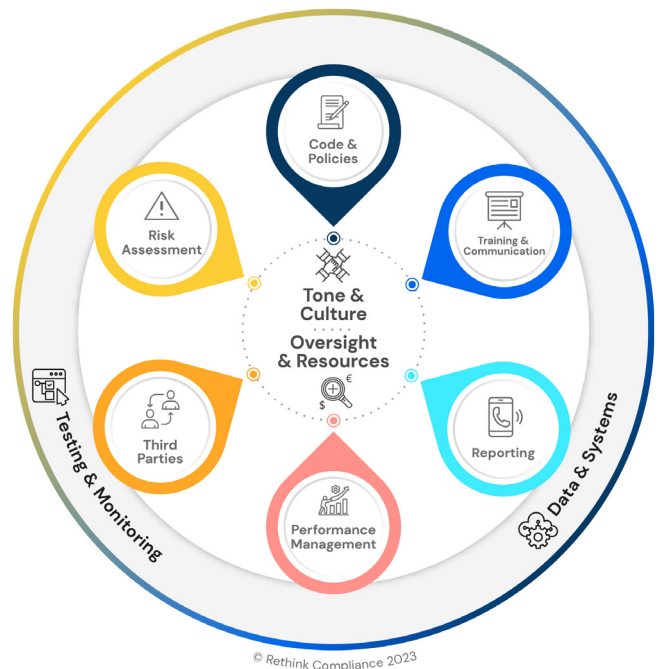 Code &
Policies
Risk
Assessment
Training &
Communication
Tone &
Culture
Oversight
& Resources
€
$
Third
Parties
Reporting
Performance
Management
Testing & Monitoring
Data & Systems
© Rethink Compliance 2023